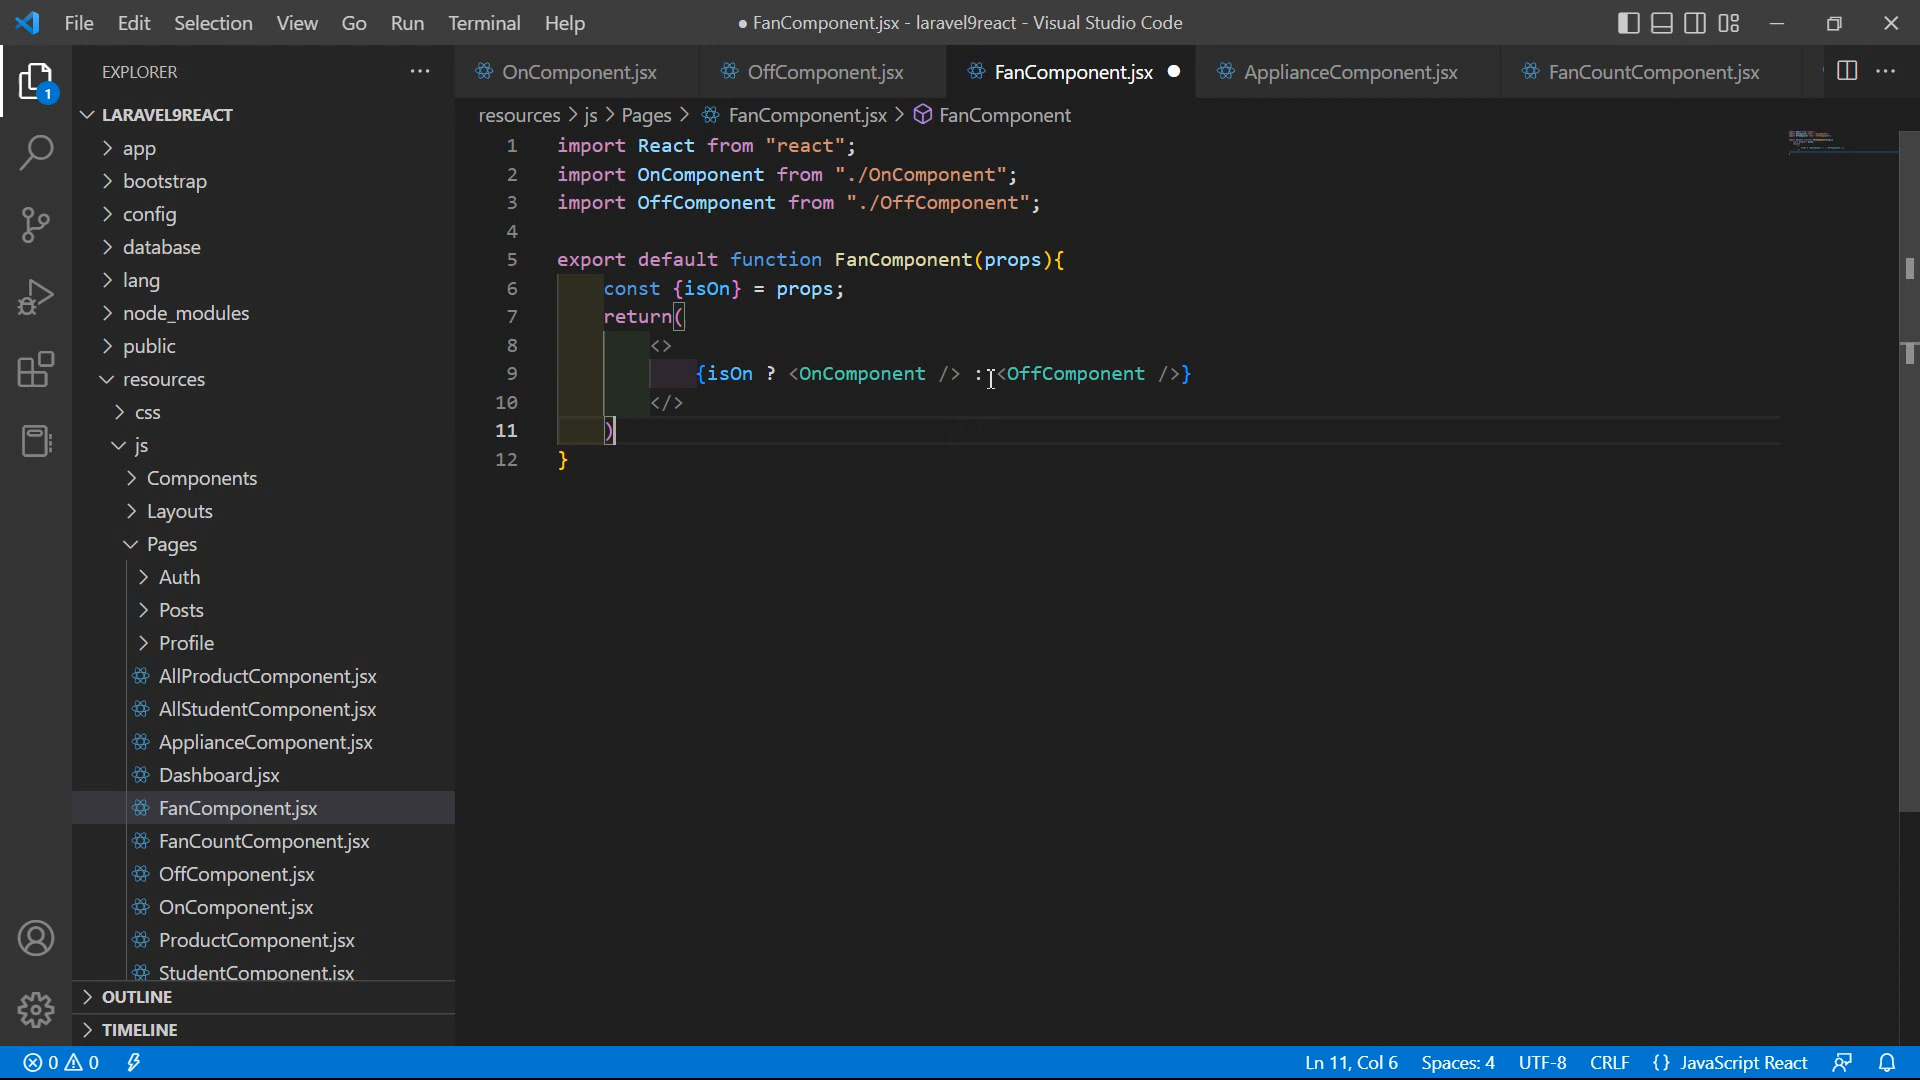 File Edit Selection View Go Run Terminal Help
● FanComponent.jsx - laravel9react - Visual Studio Code
EXPLORER
OnComponent.jsx
OffComponent.jsx
FanComponent.jsx
ApplianceComponent.jsx
FanCountComponent.jsx
resources > js > Pages > FanComponent.jsx > FanComponent
1
LARAVEL9REACT
app
bootstrap
config
database
lang
node_modules
public
resources
css
js
Components
Layouts
Pages
Auth
Posts
Profile
AllProductComponent.jsx
AllStudentComponent.jsx
ApplianceComponent.jsx
Dashboard.jsx
FanComponent.jsx
FanCountComponent.jsx
OffComponent.jsx
OnComponent.jsx
ProductComponent.jsx
StudentComponent.jsx
OUTLINE
TIMELINE
1 import React from "react";
2 import OnComponent from "./OnComponent";
3 import OffComponent from "./OffComponent";
4
5 export default function FanComponent(props){
6 const {isOn} = props;
7 return(
8 <>
9 {isOn ? <OnComponent /> : <OffComponent />}
10 </>
11 )
12 }
0 0
Ln 11, Col 6
Spaces: 4
UTF-8
CRLF
{ } JavaScript React